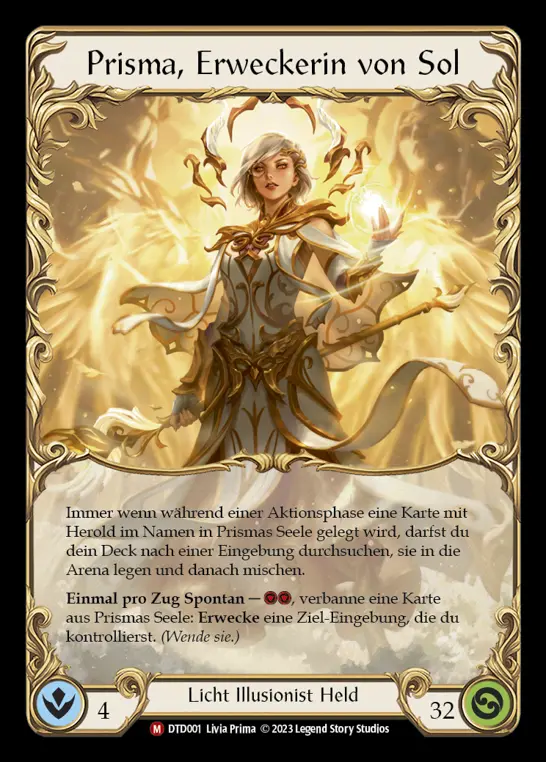 Prisma, Erweckerin von Sol
Immer wenn während einer Aktionsphase eine Karte mit
Herold im Namen in Prismas Seele gelegt wird, darfst du
dein Deck nach einer Eingebung durchsuchen, sie in die
Arena legen und danach mischen.
Einmal pro Zug Spontan — , verbanne eine Karte
aus Prismas Seele: Erwecke eine Ziel-Eingebung, die du
kontrollierst. (Wende sie.)
4
Licht Illusionist Held
32
M DTD001 Livia Prima © 2023 Legend Story Studios